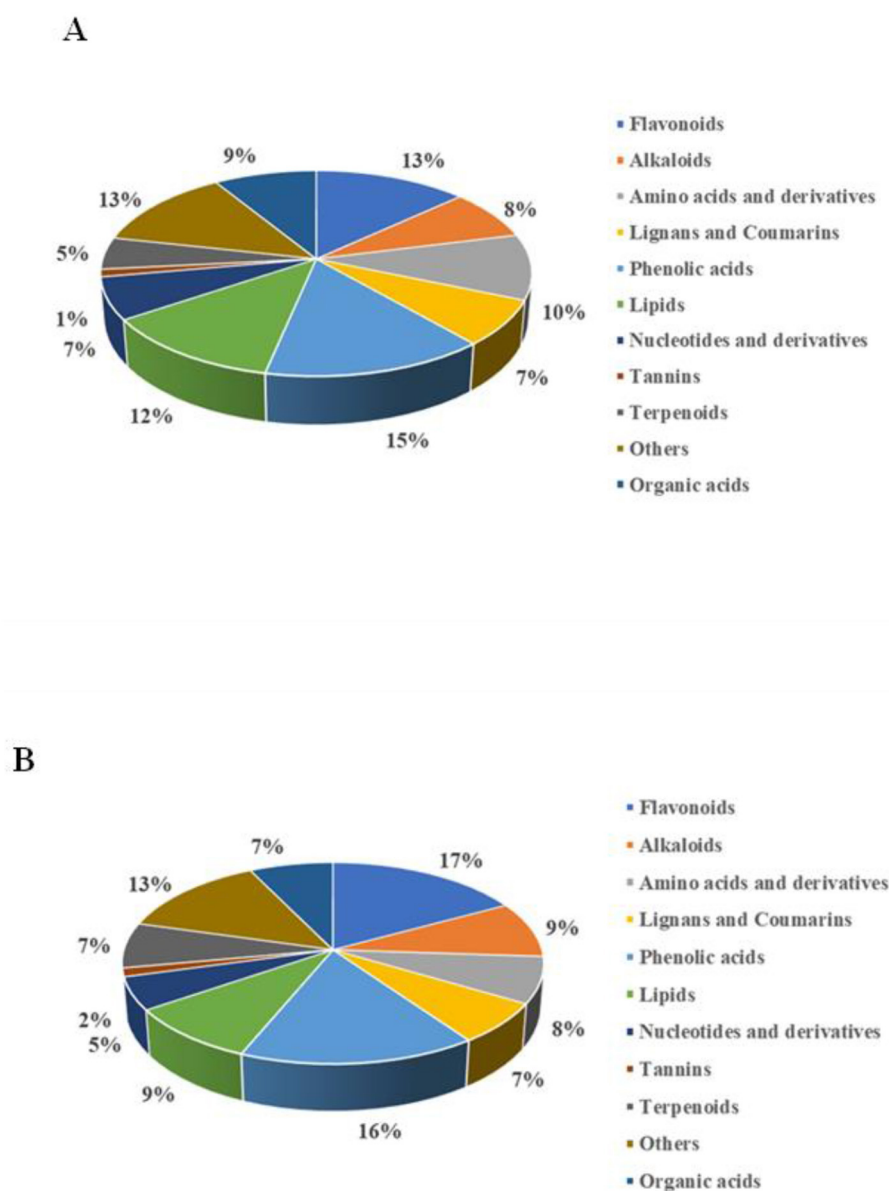 A
9%
13%
13%
8%
5%
10%
1%
7%
7%
12%
15%
Flavonoids
Alkaloids
Amino acids and derivatives
Lignans and Coumarins
Phenolic acids
Lipids
Nucleotides and derivatives
Tannins
Terpenoids
Others
Organic acids
B
7%
17%
13%
9%
7%
2%
8%
5%
7%
9%
16%
Flavonoids
Alkaloids
Amino acids and derivatives
Lignans and Coumarins
Phenolic acids
Lipids
Nucleotides and derivatives
Tannins
Terpenoids
Others
Organic acids